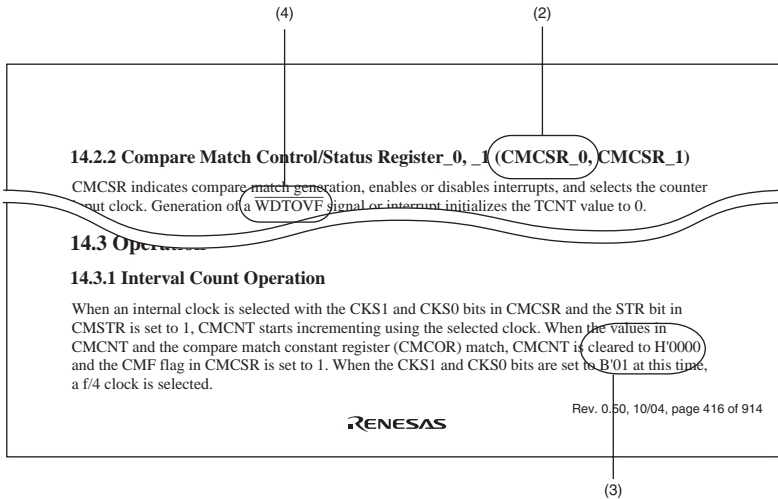 (4) (2)
14.2.2 Compare Match Control/Status Register_0, _1 (CMCSR_0, CMCSR_1)
CMCSR indicates compare match generation, enables or disables interrupts, and selects the counter
input clock. Generation of a WDTOVF signal or interrupt initializes the TCNT value to 0.
14.3 Operation
14.3.1 Interval Count Operation
When an internal clock is selected with the CKS1 and CKS0 bits in CMCSR and the STR bit in
CMSTR is set to 1, CMCNT starts incrementing using the selected clock. When the values in
CMCNT and the compare match constant register (CMCOR) match, CMCNT is cleared to H'0000
and the CMF flag in CMCSR is set to 1. When the CKS1 and CKS0 bits are set to B'01 at this time,
a f/4 clock is selected.
Rev. 0.50, 10/04, page 416 of 914
RENESAS
(3)